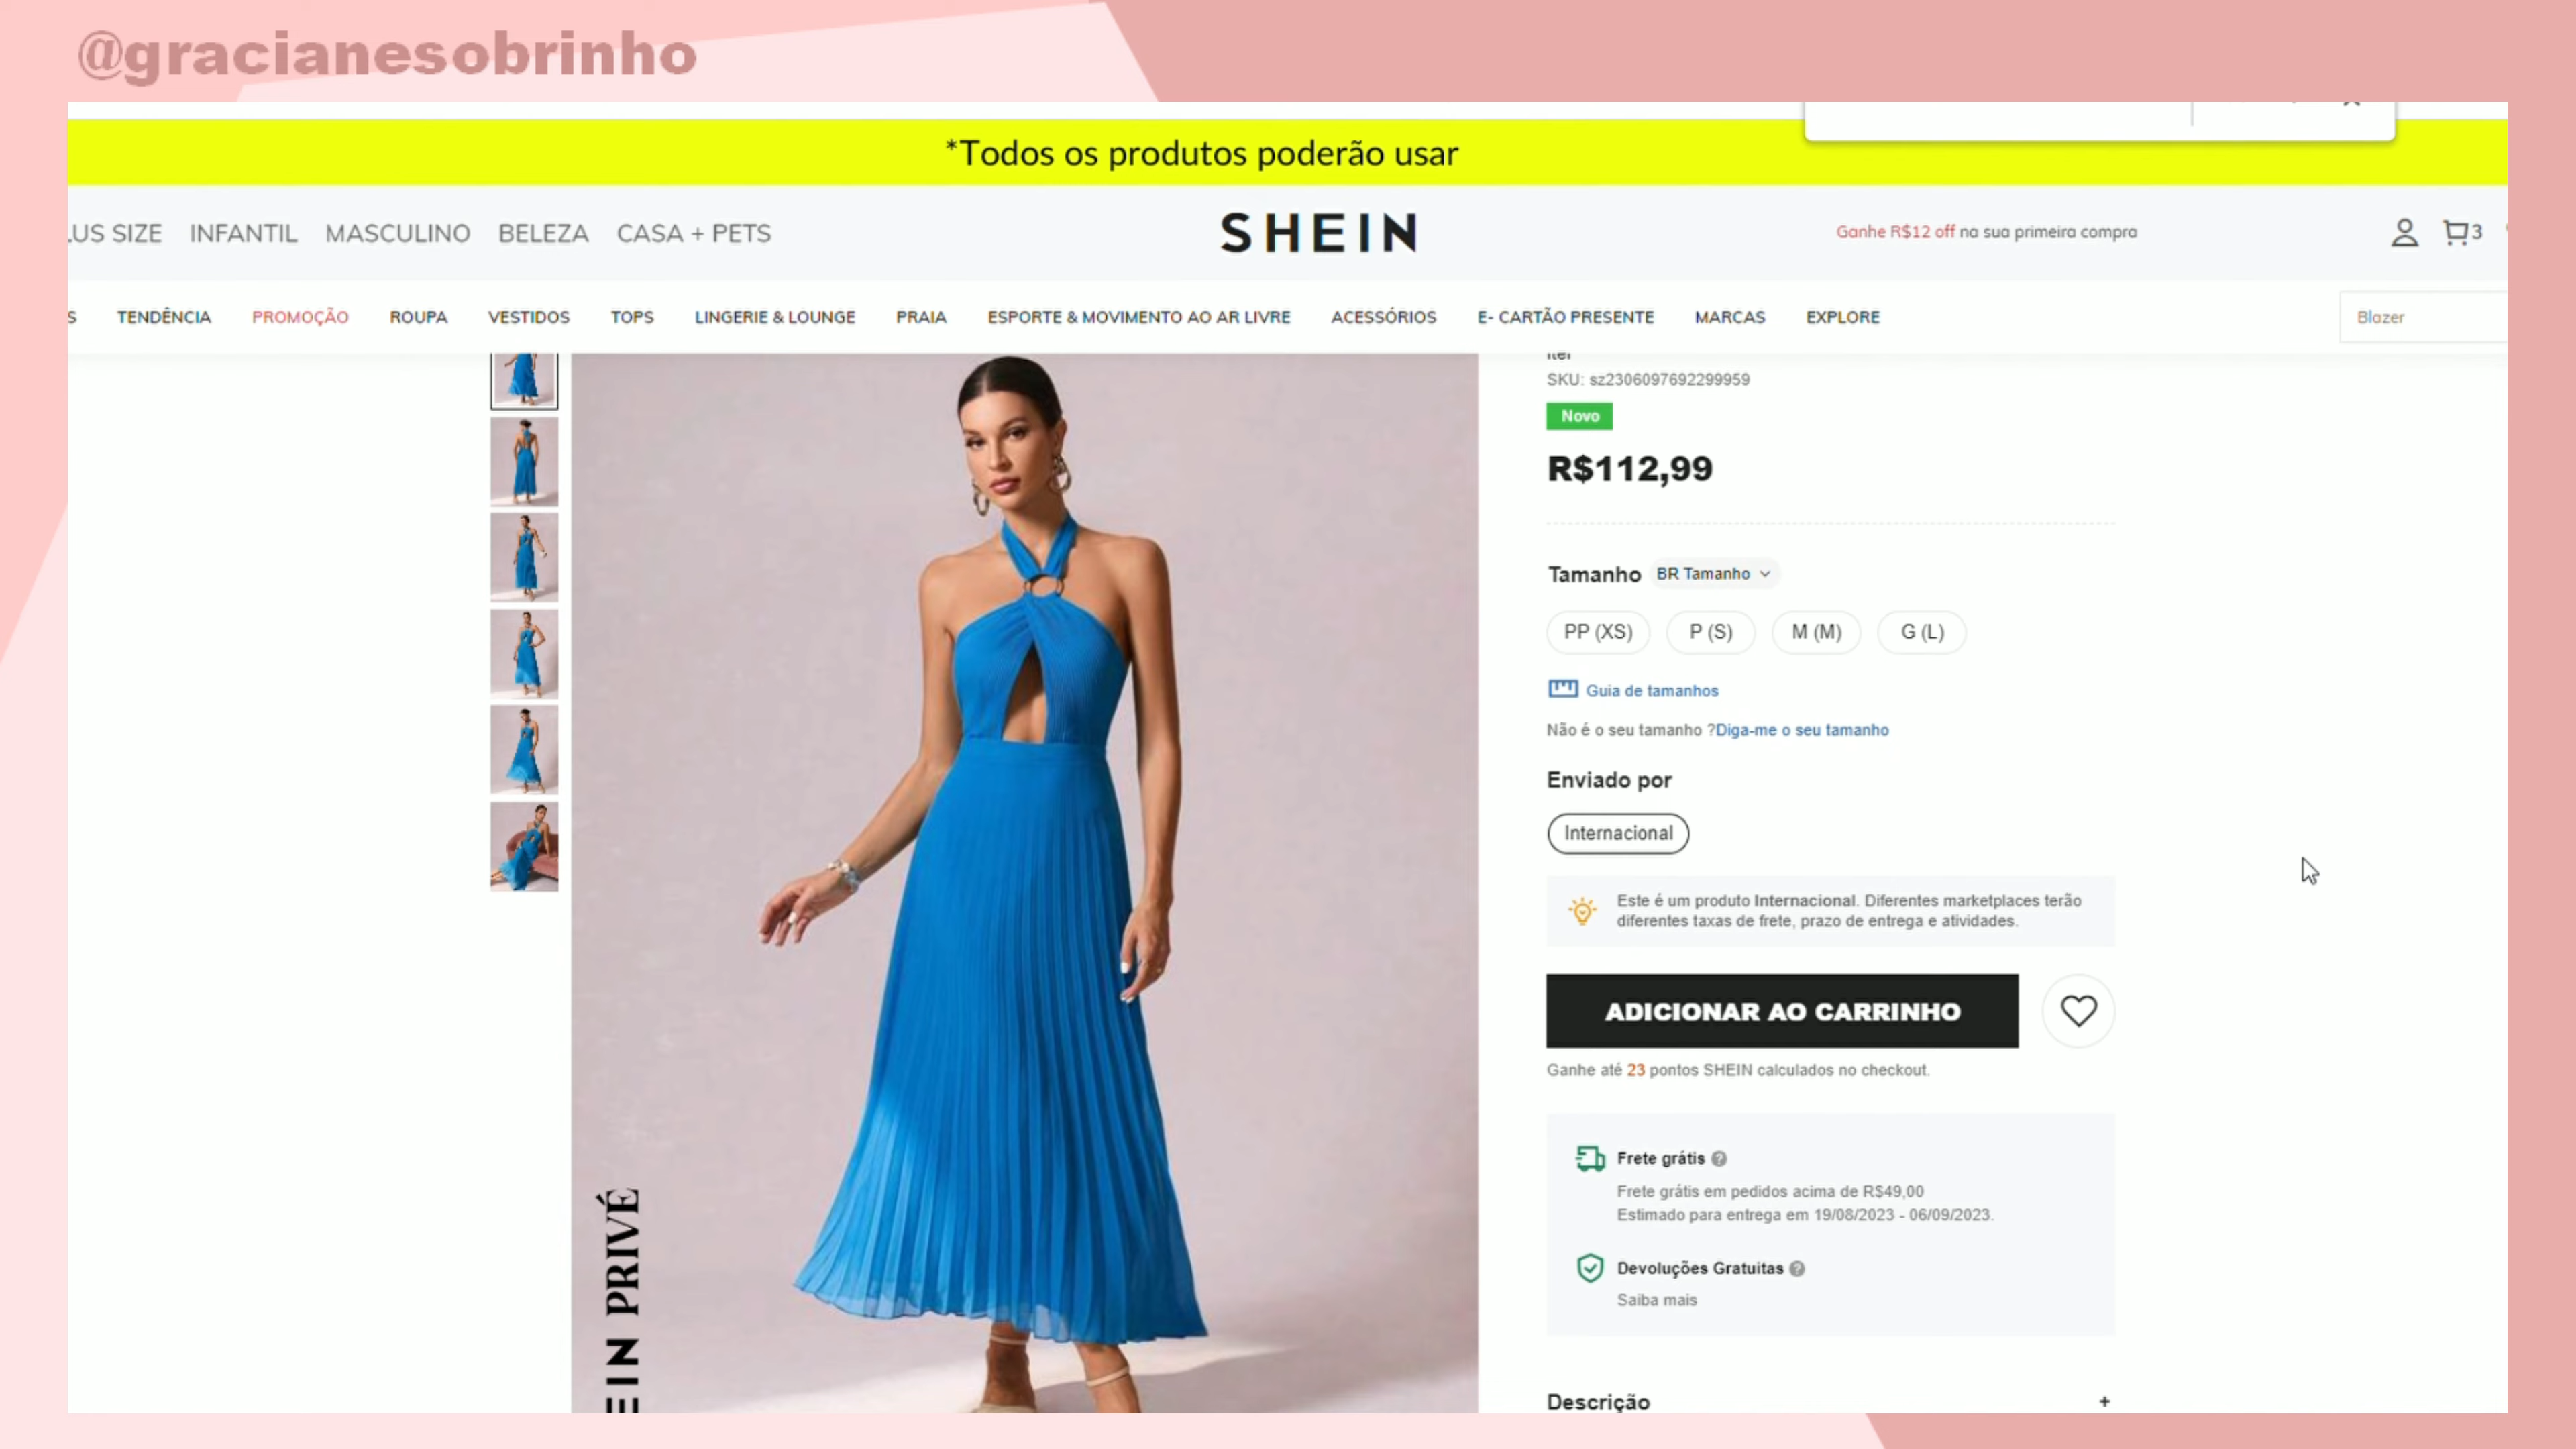 @gracianesobrinho
*Todos os produtos poderão usar
LUS SIZE INFANTIL MASCULINO BELEZA CASA + PETS
SHEIN
Ganhe R$12 off na sua primeira compra
3
S TENDÊNCIA PROMOÇÃO ROUPA VESTIDOS TOPS LINGERIE & LOUNGE PRAIA ESPORTE & MOVIMENTO AO AR LIVRE ACESSÓRIOS E- CARTÃO PRESENTE MARCAS EXPLORE
Blazer
SKU: sz2306097692299959
Novo
R$112,99
Tamanho BR Tamanho
PP (XS) P (S) M (M) G (L)
Guia de tamanhos
Não é o seu tamanho ?Diga-me o seu tamanho
Enviado por
Internacional
Este é um produto Internacional. Diferentes marketplaces terão
diferentes taxas de frete, prazo de entrega e atividades.
ADICIONAR AO CARRINHO
Ganhe até 23 pontos SHEIN calculados no checkout.
Frete grátis ?
Frete grátis em pedidos acima de R$49,00
Estimado para entrega em 19/08/2023 - 06/09/2023.
Devoluções Gratuitas ?
Saiba mais
Descrição +
EIN PRIVÉ